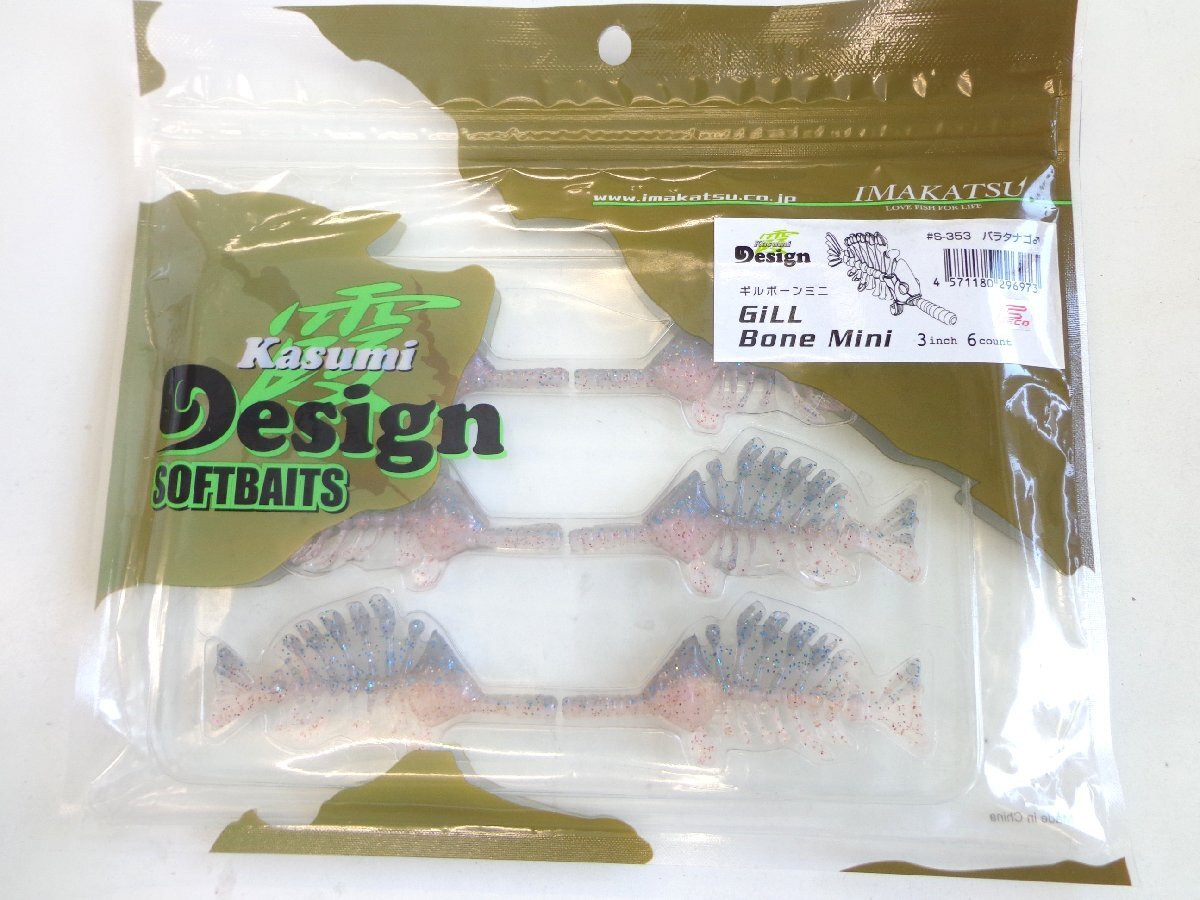 www.imakatsu.co.jp
IMAKATSU
LOVE FISH FOR LIFE
Kasumi
Design
#S-353 バラタナゴ♂
4 571180 296973
ギルボーンミニ
GiLL
Bone Mini 3 inch 6 count
霞
Kasumi
Design
SOFTBAITS
Made in China